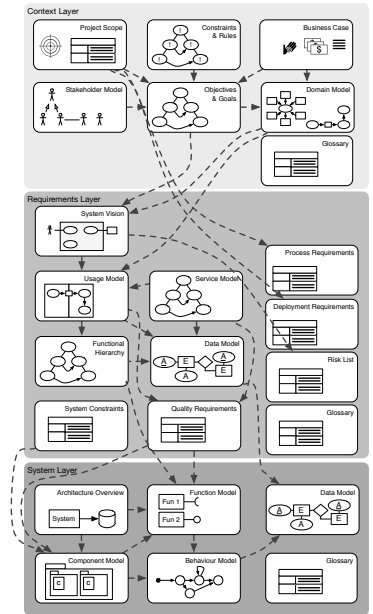 Context Layer
Project Scope
Constraints
& Rules
Business Case
! ! ! ! !
$
Stakeholder Model
Objectives
& Goals
Domain Model
Glossary
Requirements Layer
System Vision
Process Requirements
Usage Model
Service Model
Deployment Requirements
Functional
Hierarchy
Data Model
A E A
A E
Risk List
System Constraints
Quality Requirements
Glossary
System Layer
Architecture Overview
System
Function Model
Fun 1
Fun 2
Data Model
A E A
A E
Component Model
C C
Behaviour Model
Glossary